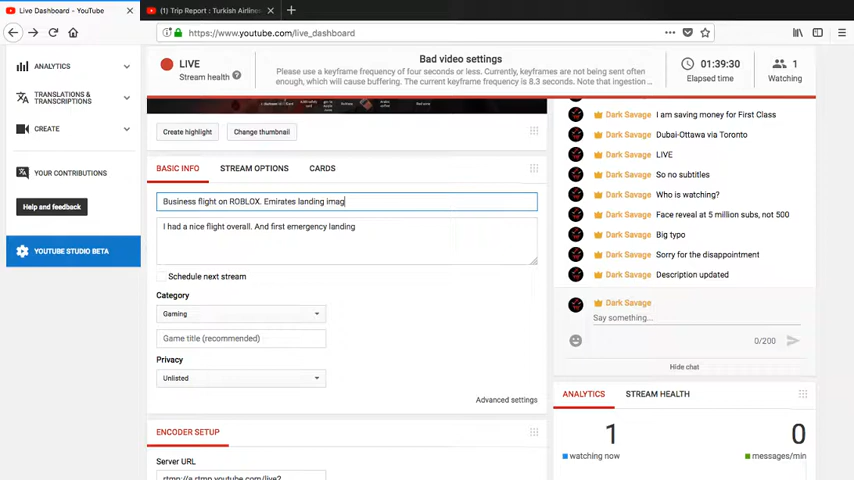 Live Dashboard - YouTube
(1) Trip Report : Turkish Airline
https://www.youtube.com/live_dashboard
ANALYTICS
TRANSLATIONS &
TRANSCRIPTIONS
CREATE
YOUR CONTRIBUTIONS
Help and feedback
YOUTUBE STUDIO BETA
LIVE
Stream health
Bad video settings
Please use a keyframe frequency of four seconds or less. Currently, keyframes are not being sent often
enough, which will cause buffering. The current keyframe frequency is 8.3 seconds. Note that ingestion
01:39:30
Elapsed time
1
Watching
Create highlight
Change thumbnail
BASIC INFO
STREAM OPTIONS
CARDS
Business flight on ROBLOX. Emirates landing imag
I had a nice flight overall. And first emergency landing
Schedule next stream
Category
Gaming
Game title (recommended)
Privacy
Unlisted
Advanced settings
ENCODER SETUP
Server URL
rtmp://a.rtmp.youtube.com/live2
Dark Savage I am saving money for First Class
Dark Savage Dubai-Ottawa via Toronto
Dark Savage LIVE
Dark Savage So no subtitles
Dark Savage Who is watching?
Dark Savage Face reveal at 5 million subs, not 500
Dark Savage Big typo
Dark Savage Sorry for the disappointment
Dark Savage Description updated
Dark Savage
Say something...
0/200
Hide chat
ANALYTICS
STREAM HEALTH
1
watching now
0
messages/min